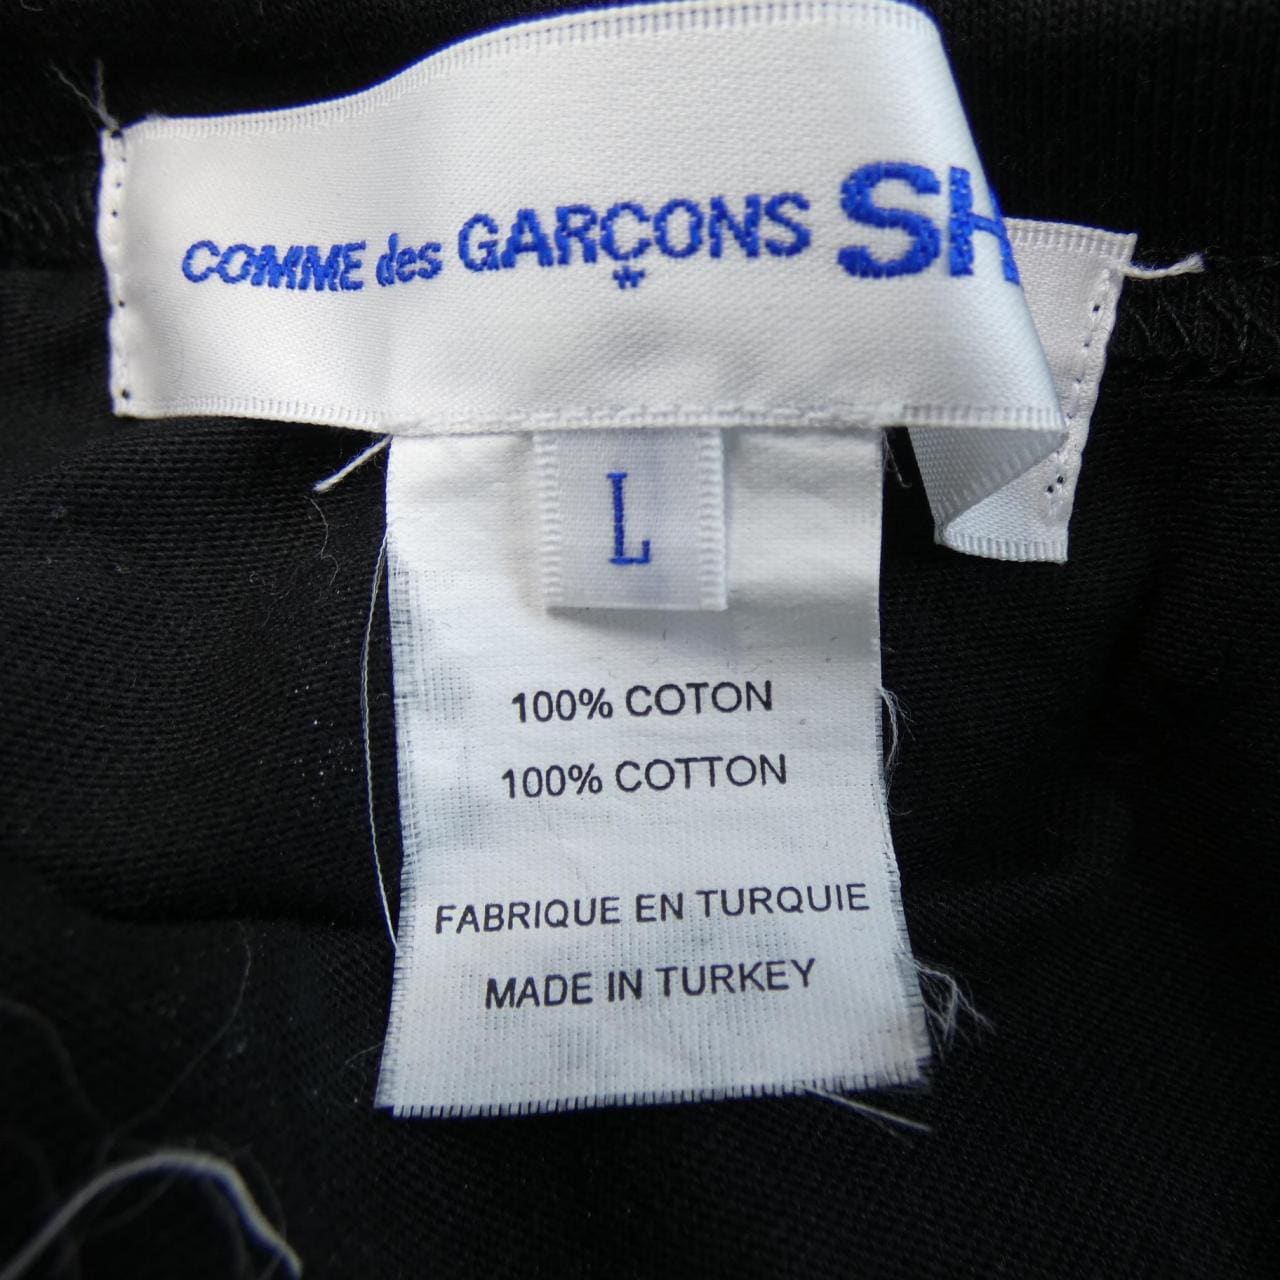 COMME des GARÇONS SH
L
100% COTON
100% COTTON
FABRIQUE EN TURQUIE
MADE IN TURKEY